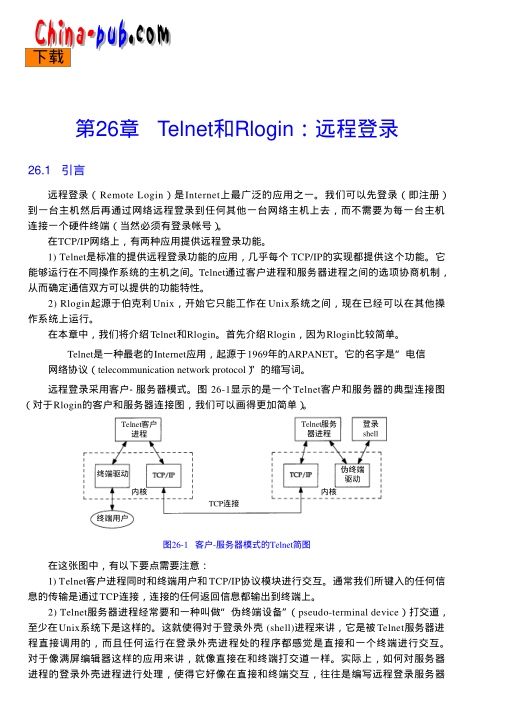 China-pub.com
下载
第26章 Telnet和Rlogin：远程登录
26.1 引言
远程登录（Remote Login）是Internet上最广泛的应用之一。我们可以先登录（即注册）
到一台主机然后再通过网络远程登录到任何其他一台网络主机上去，而不需要为每一台主机
连接一个硬件终端（当然必须有登录帐号）。
在TCP/IP网络上，有两种应用提供远程登录功能。
1) Telnet是标准的提供远程登录功能的应用，几乎每个 TCP/IP的实现都提供这个功能。它
能够运行在不同操作系统的主机之间。Telnet通过客户进程和服务器进程之间的选项协商机制，
从而确定通信双方可以提供的功能特性。
2) Rlogin起源于伯克利Unix，开始它只能工作在 Unix系统之间，现在已经可以在其他操
作系统上运行。
在本章中，我们将介绍Telnet和Rlogin。首先介绍Rlogin，因为Rlogin比较简单。
Telnet是一种最老的Internet应用，起源于1969年的ARPANET。它的名字是“电信
网络协议（telecommunication network protocol）”的缩写词。
远程登录采用客户- 服务器模式。图 26-1显示的是一个Telnet客户和服务器的典型连接图
（对于Rlogin的客户和服务器连接图，我们可以画得更加简单）。
Telnet客户
进程
Telnet服务
器进程
登录
shell
终端驱动
TCP/IP
TCP/IP
伪终端
驱动
内核
内核
TCP连接
终端用户
图26-1 客户-服务器模式的Telnet简图
在这张图中，有以下要点需要注意：
1) Telnet客户进程同时和终端用户和TCP/IP协议模块进行交互。通常我们所键入的任何信
息的传输是通过TCP连接，连接的任何返回信息都输出到终端上。
2) Telnet服务器进程经常要和一种叫做“伪终端设备”（pseudo-terminal device）打交道，
至少在Unix系统下是这样的。这就使得对于登录外壳 (shell)进程来讲，它是被Telnet服务器进
程直接调用的，而且任何运行在登录外壳进程处的程序都感觉是直接和一个终端进行交互。
对于像满屏编辑器这样的应用来讲，就像直接在和终端打交道一样。实际上，如何对服务器
进程的登录外壳进程进行处理，使得它好像在直接和终端交互，往往是编写远程登录服务器